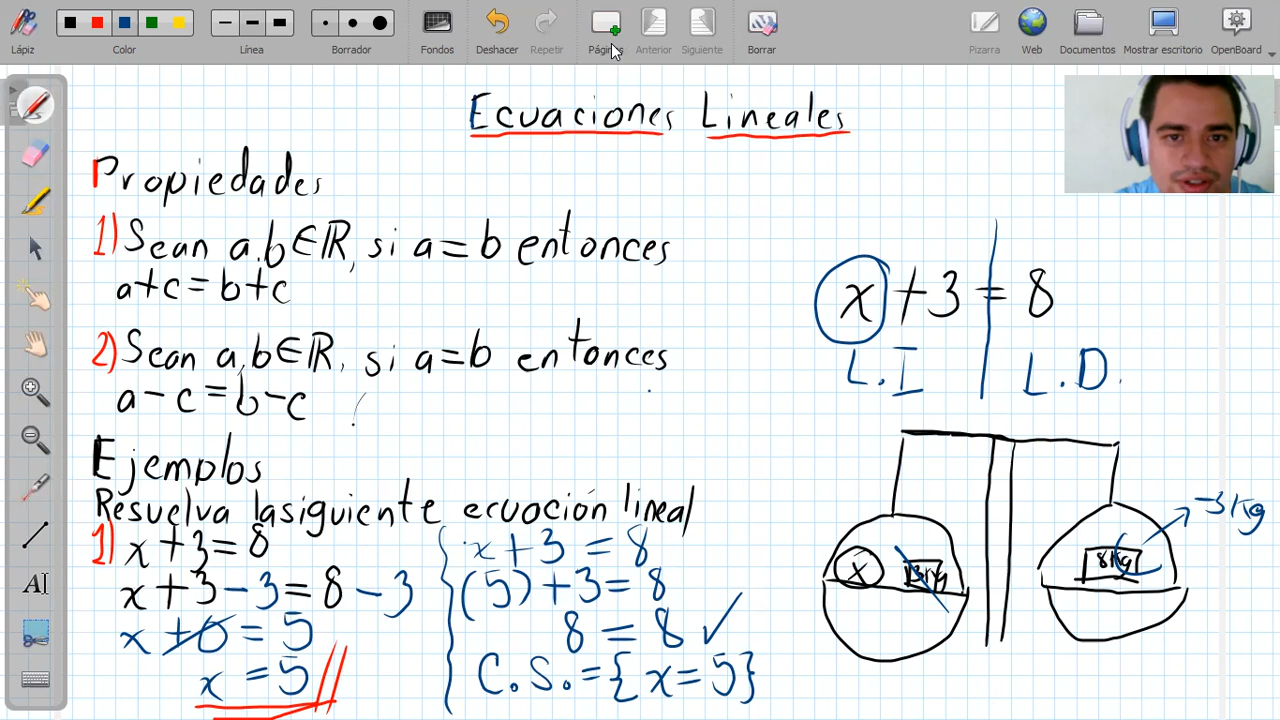 Lápiz Color Línea Borrador Fondos Deshacer Repetir Página Anterior Siguiente Borrar Pizarra Web Documentos Mostrar escritorio OpenBoard
Ecuaciones Lineales
Propiedades
1) Sean a,b∈ℝ, si a=b entonces
a+c=b+c
2) Sean a,b∈ℝ, si a=b entonces
a-c=b-c
Ejemplos
Resuelva lasiguiente ecuación lineal
1) x+3=8
x+3-3=8-3
x+0=5
x=5
x+3=8
(5)+3=8
8=8✓
C.S.={x=5}
x+3=8
L.I L.D.
-3kg
x 3kg 8kg